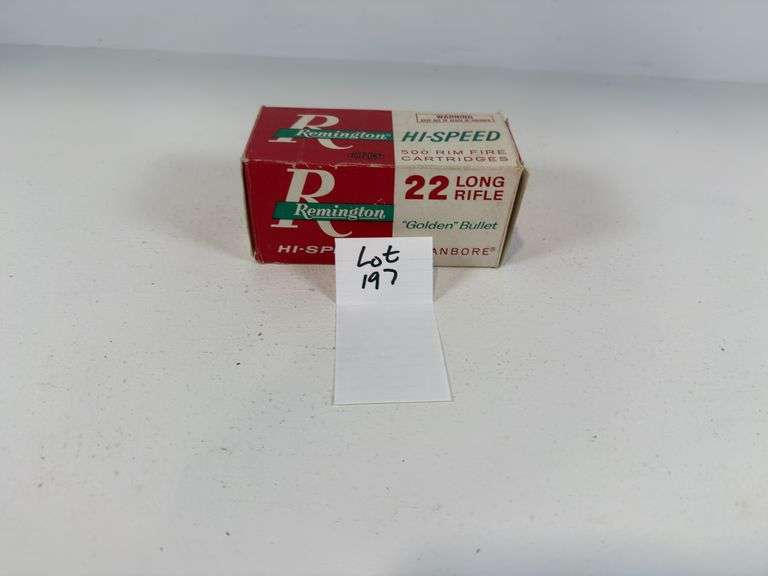 R
Remington®
WARNING
HI-SPEED
500 RIM FIRE
CARTRIDGES
R
Remington
22 LONG
RIFLE
"Golden" Bullet
HI-SP
ANBORE®
Lot
197